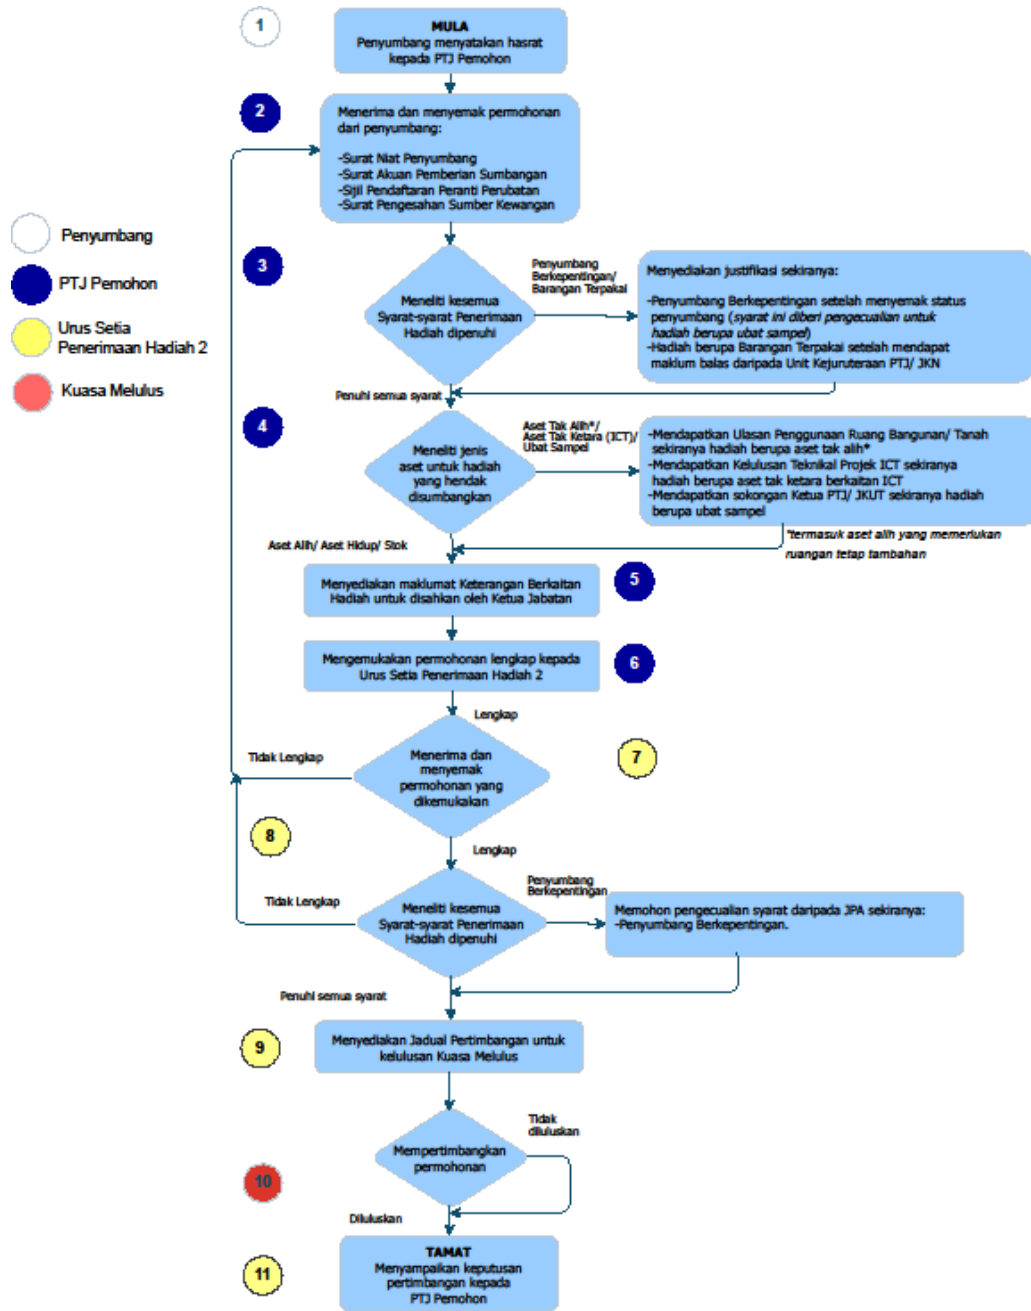 1
MULA
Penyumbang menyatakan hasrat
kepada PTJ Pemohon
2
Menerima dan menyemak permohonan
dari penyumbang:
-Surat Niat Penyumbang
-Surat Akuan Pemberian Sumbangan
-Sijil Pendaftaran Peranti Perubatan
-Surat Pengesahan Sumber Kewangan
Penyumbang
PTJ Pemohon
Urus Setia
Penerimaan Hadiah 2
Kuasa Melulus
3
Meneliti kesemua
Syarat-syarat Penerimaan
Hadiah dipenuhi
Penyumbang
Berkepentingan/
Barangan Terpakai
Menyediakan justifikasi sekiranya:
-Penyumbang Berkepentingan setelah menyemak status
penyumbang (syarat ini diberi pengecualian untuk
hadiah berupa ubat sampel)
-Hadiah berupa Barangan Terpakai setelah mendapat
maklum balas daripada Unit Kejuruteraan PTJ/ JKN
Penuhi semua syarat
4
Meneliti jenis
aset untuk hadiah
yang hendak
disumbangkan
Aset Tak Alih*/
Aset Tak Ketara (ICT)/
Ubat Sampel
-Mendapatkan Ulasan Penggunaan Ruang Bangunan/ Tanah
sekiranya hadiah berupa aset tak alih*
-Mendapatkan Kelulusan Teknikal Projek ICT sekiranya
hadiah berupa aset tak ketara berkaitan ICT
-Mendapatkan sokongan Ketua PTJ/ JKUT sekiranya hadiah
berupa ubat sampel
*termasuk aset alih yang memerlukan
ruangan tetap tambahan
Aset Alih/ Aset Hidup/ Stok
5
Menyediakan maklumat Keterangan Berkaitan
Hadiah untuk disahkan oleh Ketua Jabatan
6
Mengemukakan permohonan lengkap kepada
Urus Setia Penerimaan Hadiah 2
Lengkap
7
Menerima dan
menyemak
permohonan yang
dikemukakan
Tidak Lengkap
8
Lengkap
Meneliti kesemua
Syarat-syarat Penerimaan
Hadiah dipenuhi
Tidak Lengkap
Penyumbang
Berkepentingan
Memohon pengecualian syarat daripada JPA sekiranya:
-Penyumbang Berkepentingan.
Penuhi semua syarat
9
Menyediakan Jadual Pertimbangan untuk
kelulusan Kuasa Melulus
Tidak
diluluskan
Mempertimbangkan
permohonan
10
Diluluskan
11
TAMAT
Menyampaikan keputusan
pertimbangan kepada
PTJ Pemohon